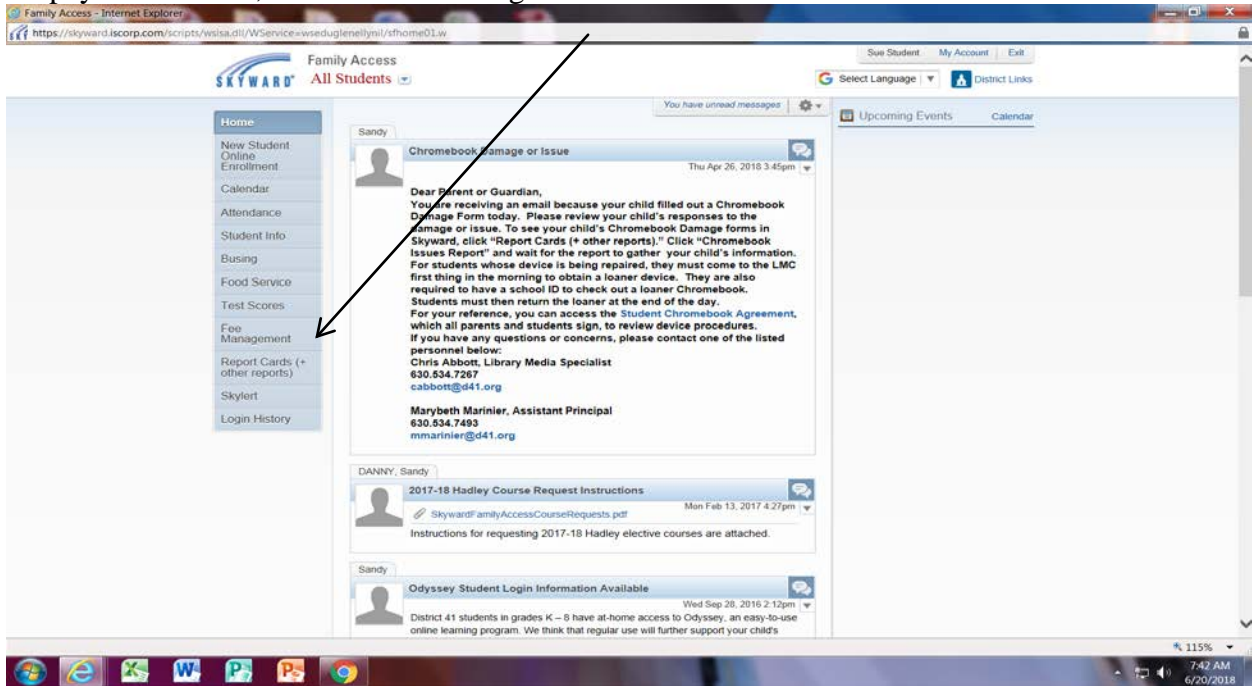 Family Access - Internet Explorer
https://skyward.iscorp.com/scripts/wsisa.dll/WService=wseduglenellynil/sfhome01.w
SKYWARD®
Family Access
All Students
Sue Student My Account Exit
Select Language ▼
District Links
You have unread messages
Home
New Student
Online
Enrollment
Calendar
Attendance
Student Info
Busing
Food Service
Test Scores
Fee
Management
Report Cards (+
other reports)
Skylert
Login History
Sandy
Chromebook Damage or Issue
Thu Apr 26, 2018 3:45pm
Dear Parent or Guardian,
You are receiving an email because your child filled out a Chromebook
Damage Form today. Please review your child's responses to the
damage or issue. To see your child's Chromebook Damage forms in
Skyward, click "Report Cards (+ other reports)." Click "Chromebook
Issues Report" and wait for the report to gather your child's information.
For students whose device is being repaired, they must come to the LMC
first thing in the morning to obtain a loaner device. They are also
required to have a school ID to check out a loaner Chromebook.
Students must then return the loaner at the end of the day.
For your reference, you can access the Student Chromebook Agreement,
which all parents and students sign, to review device procedures.
If you have any questions or concerns, please contact one of the listed
personnel below:
Chris Abbott, Library Media Specialist
630.534.7267
cabbott@d41.org
Marybeth Marinier, Assistant Principal
630.534.7493
mmarinier@d41.org
DANNY, Sandy
2017-18 Hadley Course Request Instructions
Mon Feb 13, 2017 4:27pm
SkywardFamilyAccessCourseRequests.pdf
Instructions for requesting 2017-18 Hadley elective courses are attached.
Sandy
Odyssey Student Login Information Available
Wed Sep 28, 2016 2:12pm
District 41 students in grades K – 8 have at-home access to Odyssey, an easy-to-use
online learning program. We think that regular use will further support your child's
Upcoming Events
Calendar
115%
7:42 AM
6/20/2018